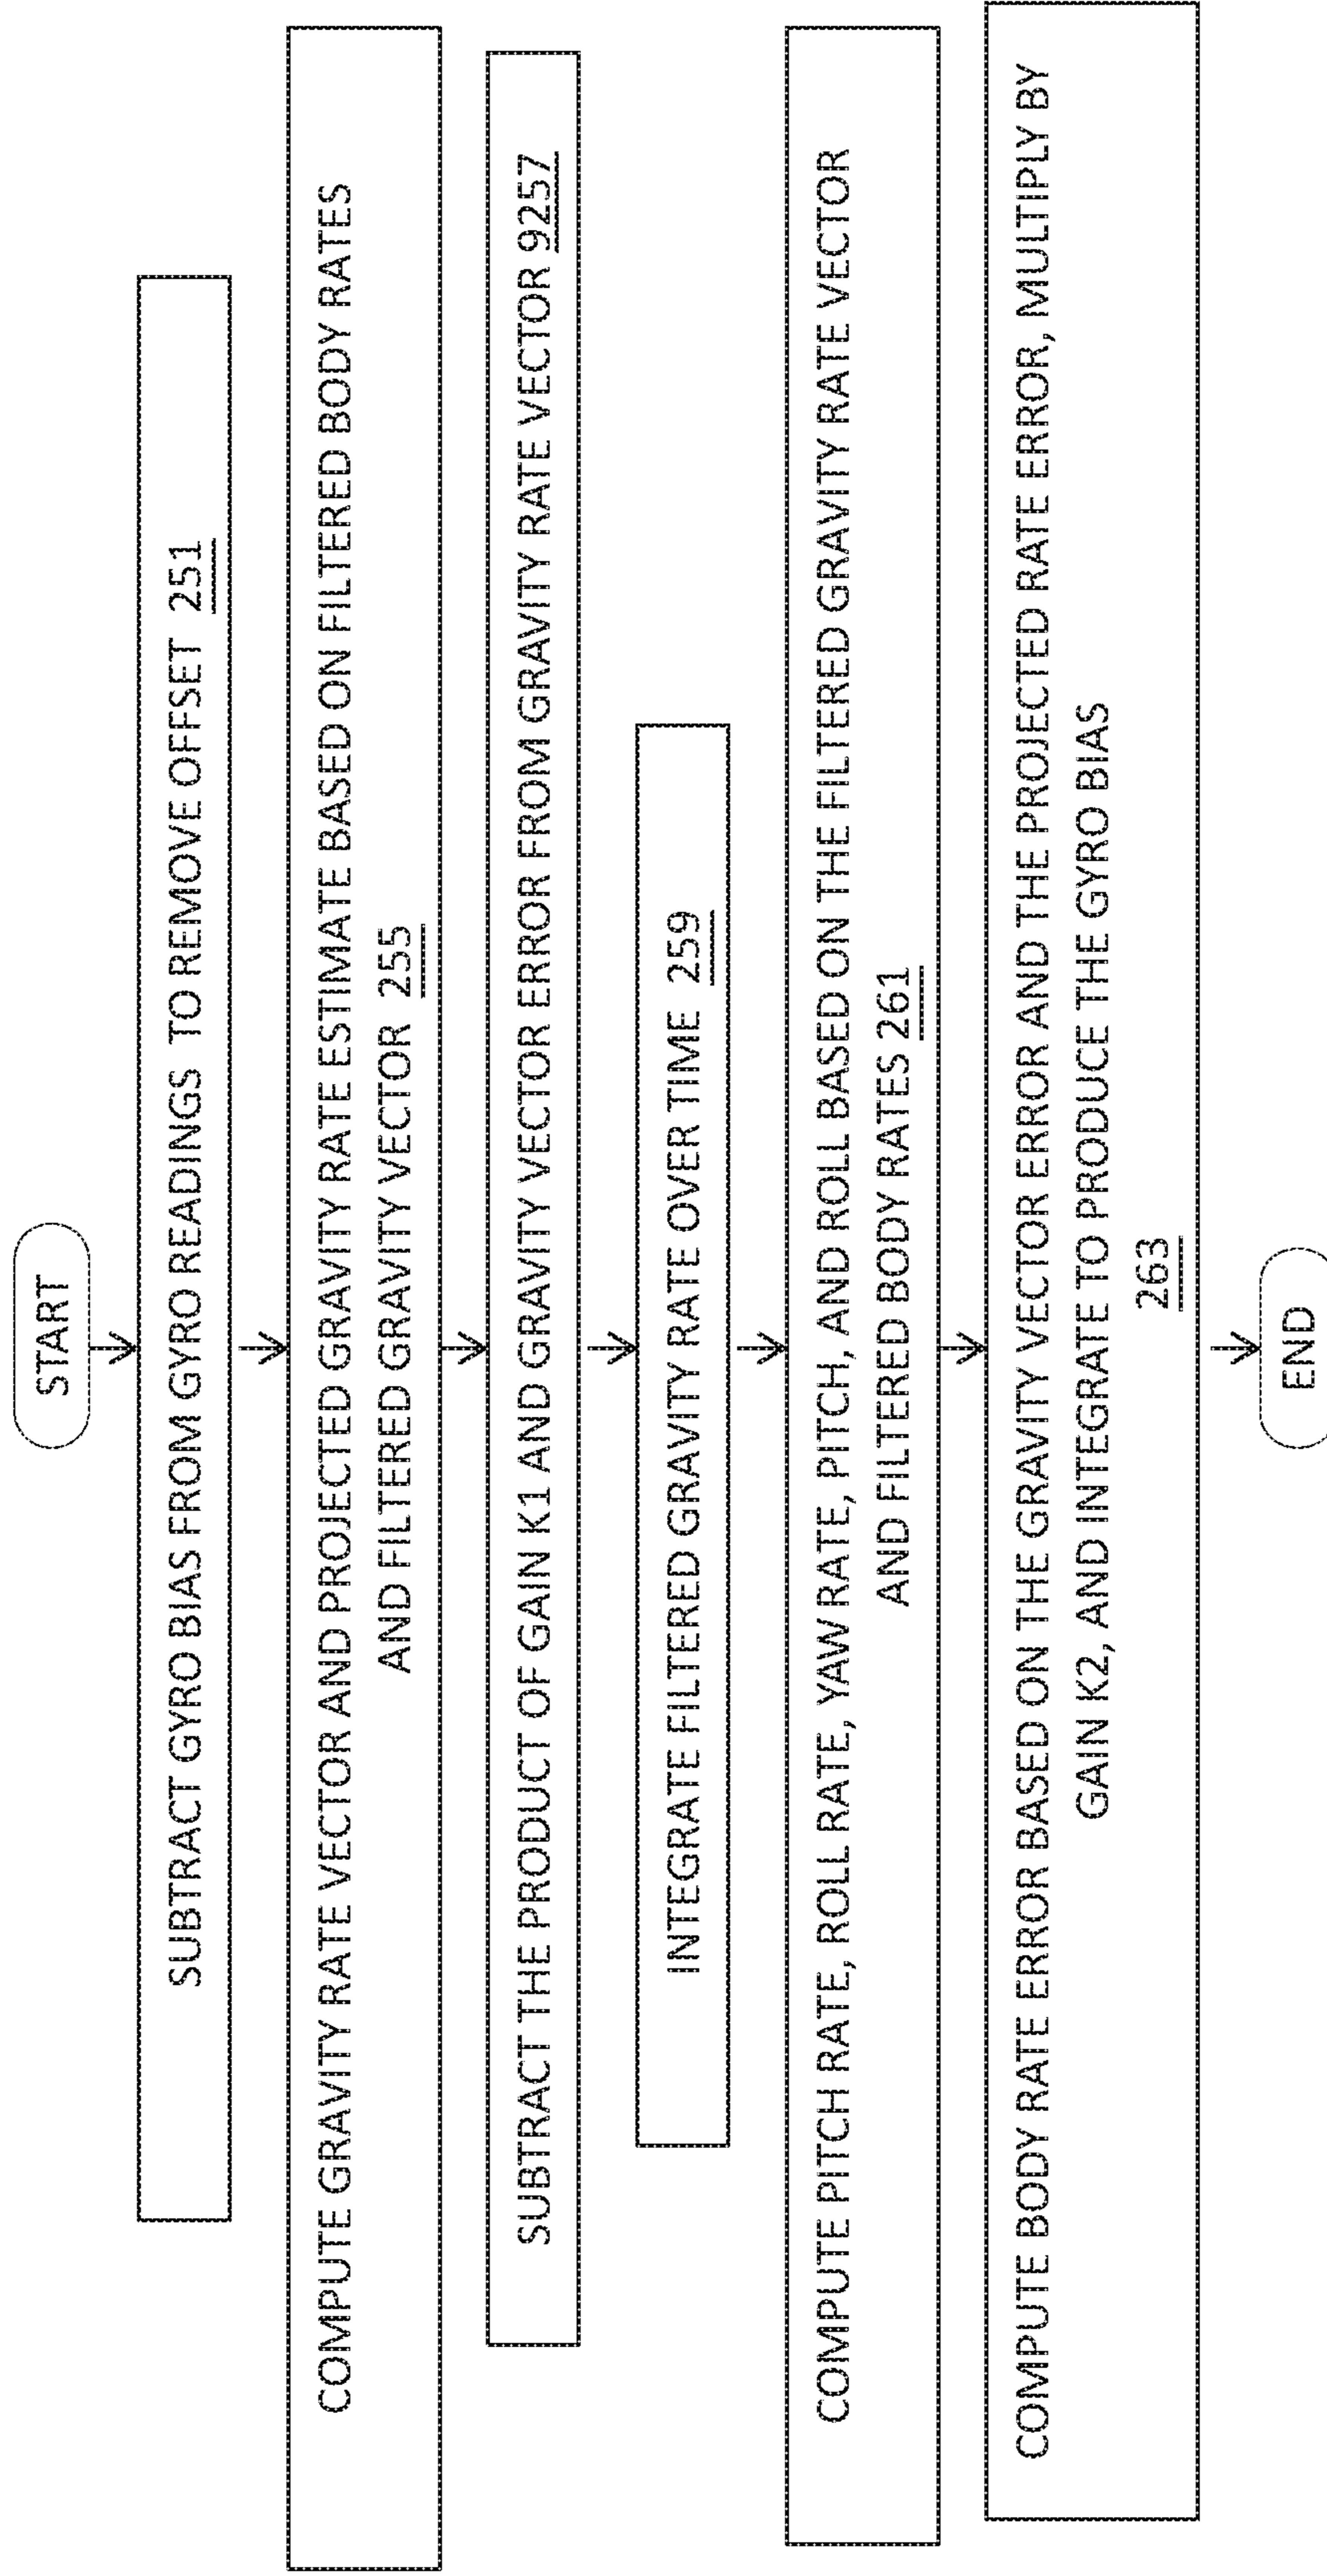 START
SUBTRACT GYRO BIAS FROM GYRO READINGS TO REMOVE OFFSET 251
COMPUTE GRAVITY RATE VECTOR AND PROJECTED GRAVITY RATE ESTIMATE BASED ON FILTERED BODY RATES
AND FILTERED GRAVITY VECTOR 255
SUBTRACT THE PRODUCT OF GAIN K1 AND GRAVITY VECTOR ERROR FROM GRAVITY RATE VECTOR 9257
INTEGRATE FILTERED GRAVITY RATE OVER TIME 259
COMPUTE PITCH RATE, ROLL RATE, YAW RATE, PITCH, AND ROLL BASED ON THE FILTERED GRAVITY RATE VECTOR
AND FILTERED BODY RATES 261
COMPUTE BODY RATE ERROR BASED ON THE GRAVITY VECTOR ERROR AND THE PROJECTED RATE ERROR, MULTIPLY BY
GAIN K2, AND INTEGRATE TO PRODUCE THE GYRO BIAS
263
END